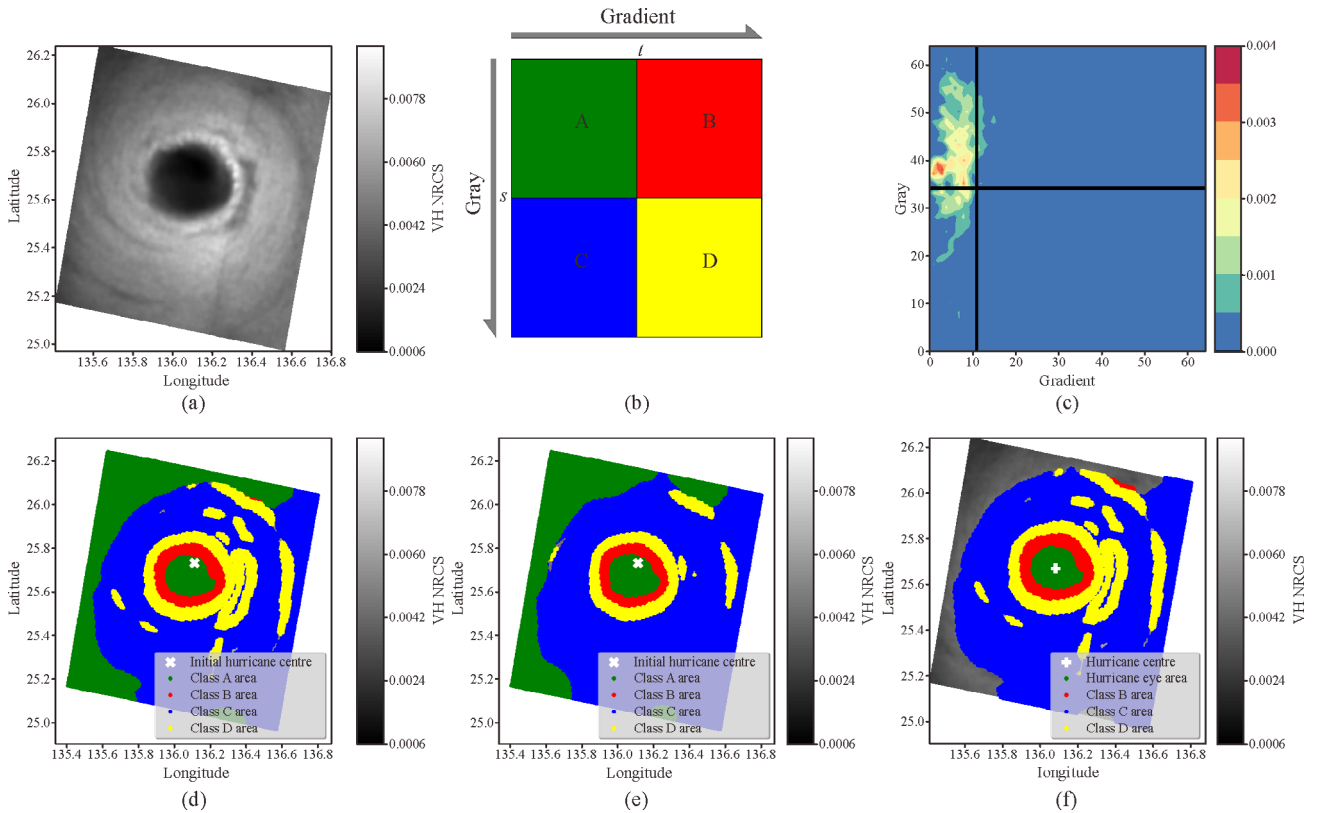 Gradient
t
Gray
s
A
B
C
D
26.2
26.0
25.8
25.6
25.4
25.2
25.0
Latitude
135.6 135.8 136.0 136.2 136.4 136.6 136.8
Longitude
0.0078
0.0060
0.0042
0.0024
0.0006
VH NRCS
(a)
(b)
60
50
40
30
20
10
0
Gray
0 10 20 30 40 50 60
Gradient
0.004
0.003
0.002
0.001
0.000
(c)
26.2
26.0
25.8
25.6
25.4
25.2
25.0
Latitude
Initial hurricane centre
Class A area
Class B area
Class C area
Class D area
135.4 135.6 135.8 136.0 136.2 136.4 136.6 136.8
Longitude
0.0078
0.0060
0.0042
0.0024
0.0006
VH NRCS
(d)
26.2
26.0
25.8
25.6
25.4
25.2
25.0
Latitude
Initial hurricane centre
Class A area
Class B area
Class C area
Class D area
135.4 135.6 135.8 136.0 136.2 136.4 136.6 136.8
Longitude
0.0078
0.0060
0.0042
0.0024
0.0006
VH NRCS
(e)
26.2
26.0
25.8
25.6
25.4
25.2
25.0
Latitude
Hurricane centre
Hurricane eye area
Class B area
Class C area
Class D area
135.6 135.8 136.0 136.2 136.4 136.6 136.8
Iongitude
0.0078
0.0060
0.0042
0.0024
0.0006
VH NRCS
(f)